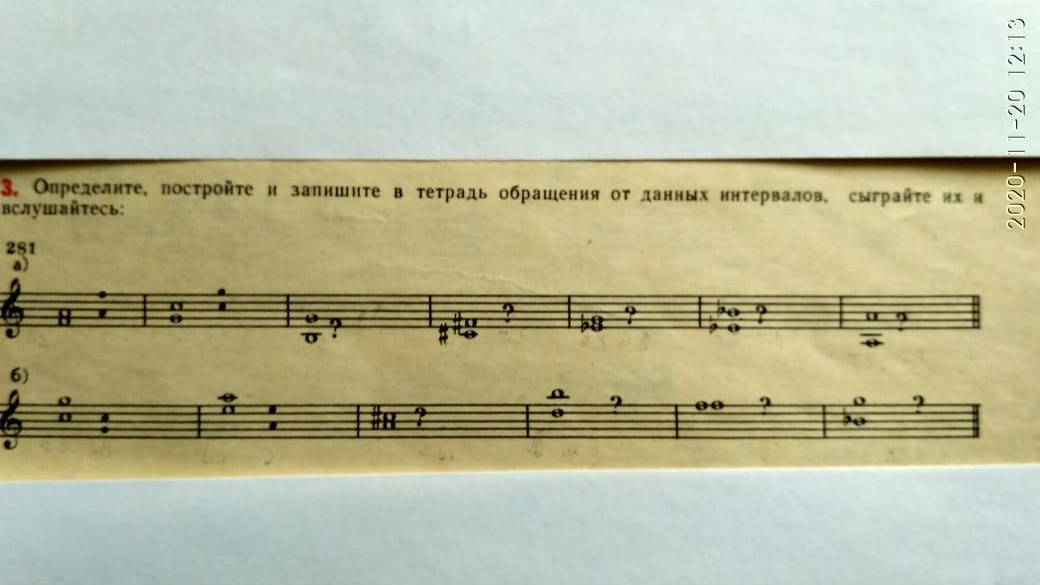 3. Определите, постройте и запишите в тетрадь обращения от данных интервалов, сыграйте их и
вслушайтесь:
281
а)
? ? ? ? ?
б)
? ? ? ?
2020-11-20 12:13